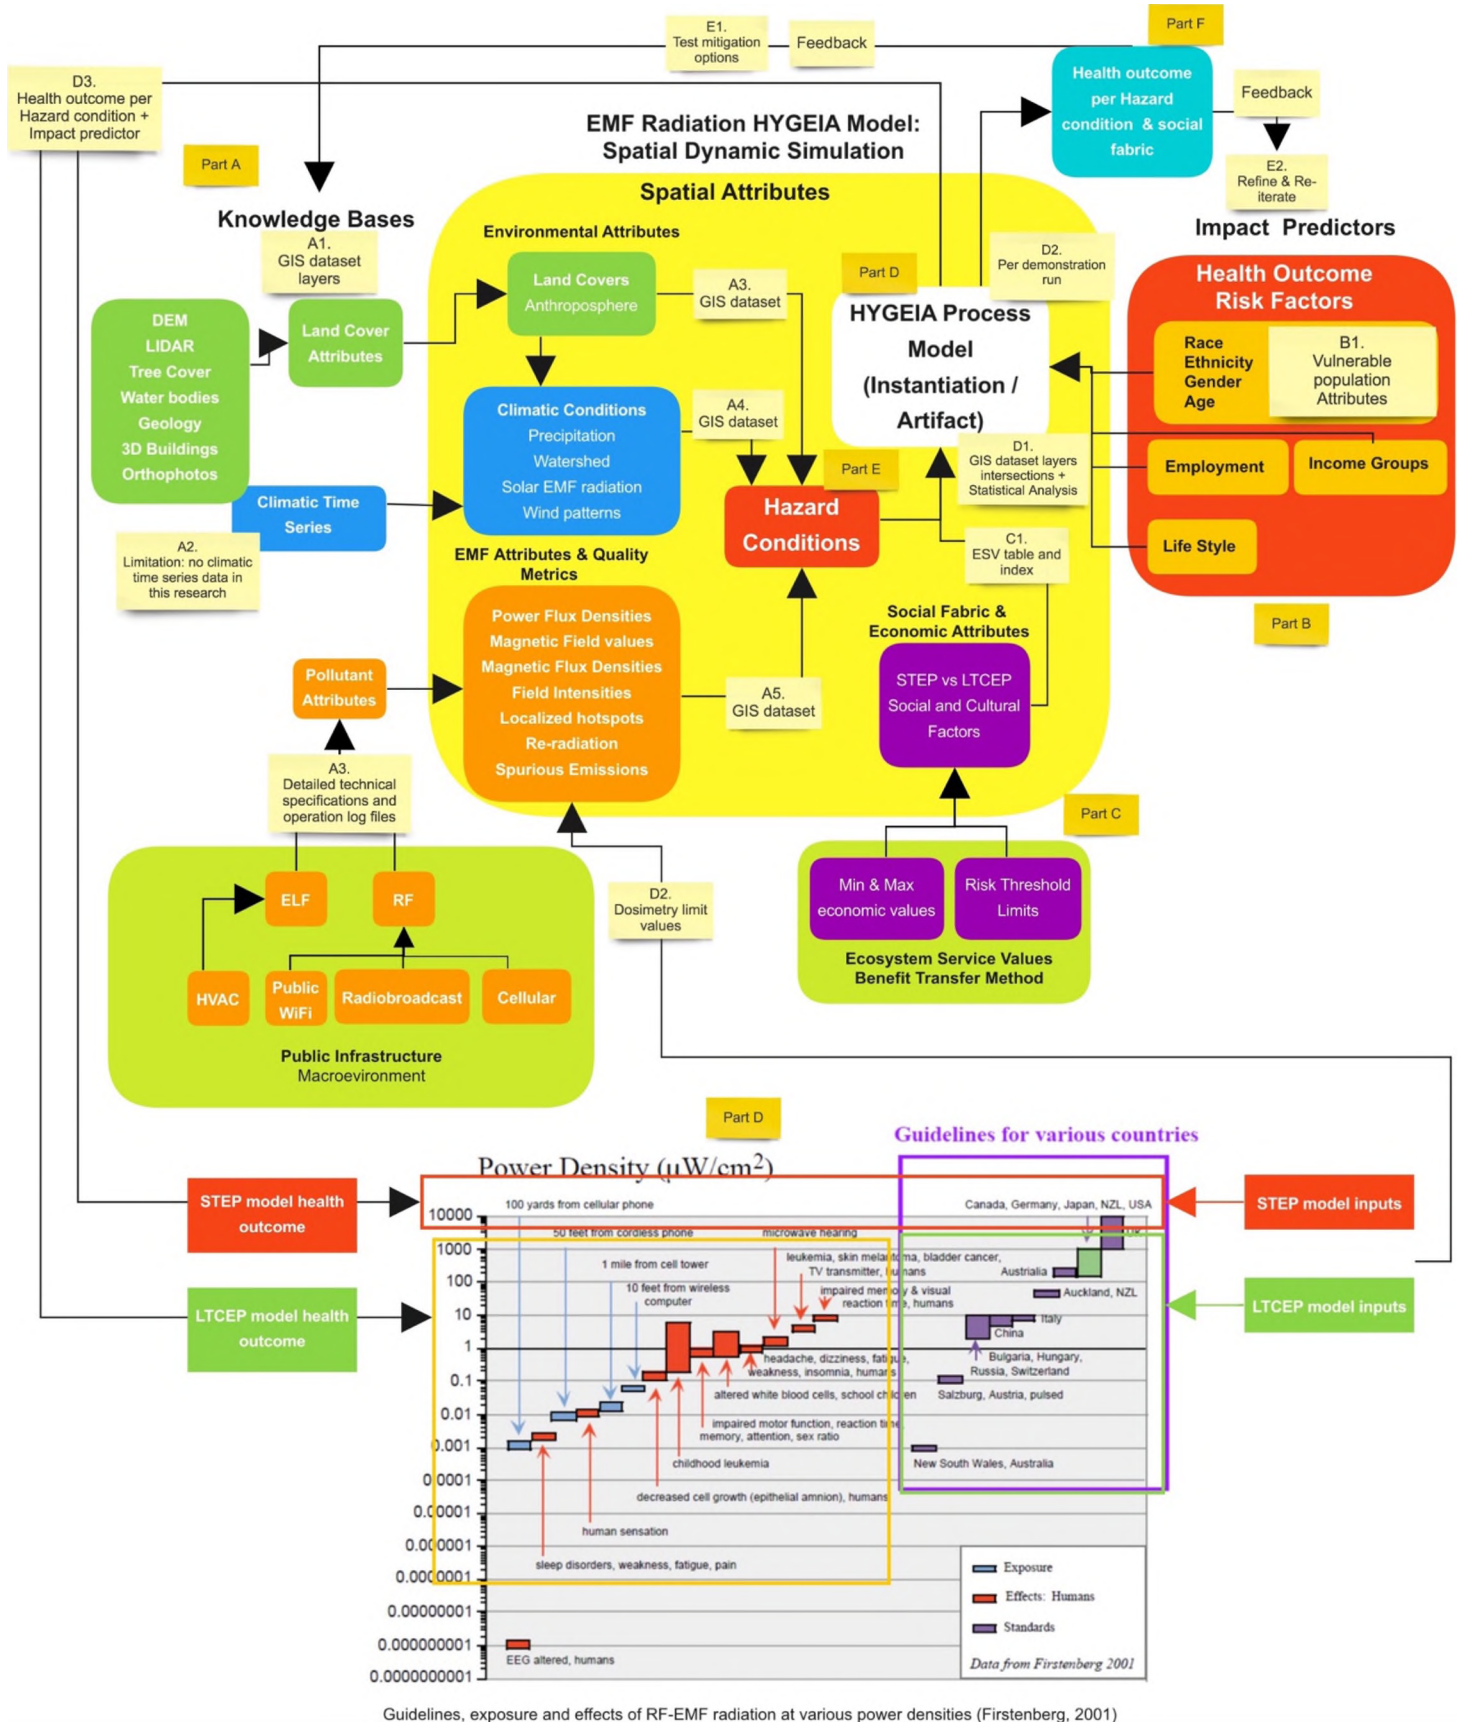 Part F
E1.
Test mitigation
options
Feedback
D3.
Health outcome per
Hazard condition +
Impact predictor
Health outcome
per Hazard
condition & social
fabric
Feedback
EMF Radiation HYGEIA Model:
Spatial Dynamic Simulation
Part A
E2.
Refine & Re-
iterate
Spatial Attributes
Knowledge Bases
Impact Predictors
A1.
GIS dataset
layers
Environmental Attributes
D2.
Per demonstration
run
Part D
Health Outcome
Risk Factors
Land Covers
Anthroposphere
A3.
GIS dataset
DEM
LIDAR
Tree Cover
Water bodies
Geology
3D Buildings
Orthophotos
Land Cover
Attributes
HYGEIA Process
Model
(Instantiation /
Artifact)
Race
Ethnicity
Gender
Age
B1.
Vulnerable
population
Attributes
Climatic Conditions
Precipitation
Watershed
Solar EMF radiation
Wind patterns
A4.
GIS dataset
Part E
D1.
GIS dataset layers
intersections +
Statistical Analysis
Employment
Income Groups
Climatic Time
Series
Hazard
Conditions
Life Style
A2.
Limitation: no climatic
time series data in
this research
EMF Attributes & Quality
Metrics
C1.
ESV table and
index
Power Flux Densities
Magnetic Field values
Magnetic Flux Densities
Field Intensities
Localized hotspots
Re-radiation
Spurious Emissions
Social Fabric &
Economic Attributes
Part B
Pollutant
Attributes
STEP vs LTCEP
Social and Cultural
Factors
A5.
GIS dataset
A3.
Detailed technical
specifications and
operation log files
Part C
ELF
RF
D2.
Dosimetry limit
values
Min & Max
economic values
Risk Threshold
Limits
Ecosystem Service Values
Benefit Transfer Method
HVAC
Public
WiFi
Radiobroadcast
Cellular
Public Infrastructure
Macroevironment
Part D
Guidelines for various countries
Power Density (µW/cm2)
STEP model health
outcome
STEP model inputs
100 yards from cellular phone
Canada, Germany, Japan, NZL, USA
10000
50 feet from cordless phone
microwave hearing
UK
1000
leukemia, skin melanoma, bladder cancer,
TV transmitter, humans
1 mile from cell tower
Austrialia
100
10 feet from wireless
computer
impaired memory & visual
reaction time, humans
Auckland, NZL
LTCEP model health
outcome
LTCEP model inputs
10
Italy
China
1
headache, dizziness, fatigue,
weakness, insomnia, humans
Bulgaria, Hungary,
Russia, Switzerland
0.1
altered white blood cells, school children
Salzburg, Austria, pulsed
0.01
impaired motor function, reaction time,
memory, attention, sex ratio
0.001
childhood leukemia
New South Wales, Australia
0.0001
decreased cell growth (epithelial amnion), humans
0.00001
human sensation
0.000001
sleep disorders, weakness, fatigue, pain
0.0000001
Exposure
Effects: Humans
Standards
0.00000001
0.000000001
EEG altered, humans
Data from Firstenberg 2001
0.0000000001
Guidelines, exposure and effects of RF-EMF radiation at various power densities (Firstenberg, 2001)